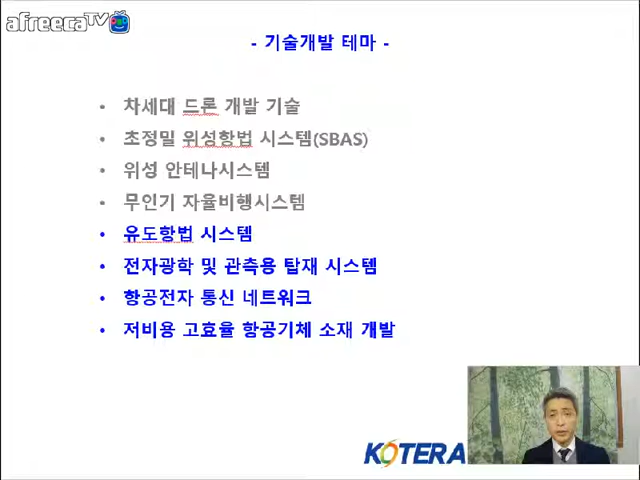 afreecaTV
- 기술개발 테마 -
• 차세대 드론 개발 기술
• 초정밀 위성항법 시스템(SBAS)
• 위성 안테나시스템
• 무인기 자율비행시스템
• 유도항법 시스템
• 전자광학 및 관측용 탑재 시스템
• 항공전자 통신 네트워크
• 저비용 고효율 항공기체 소재 개발
KOTERA